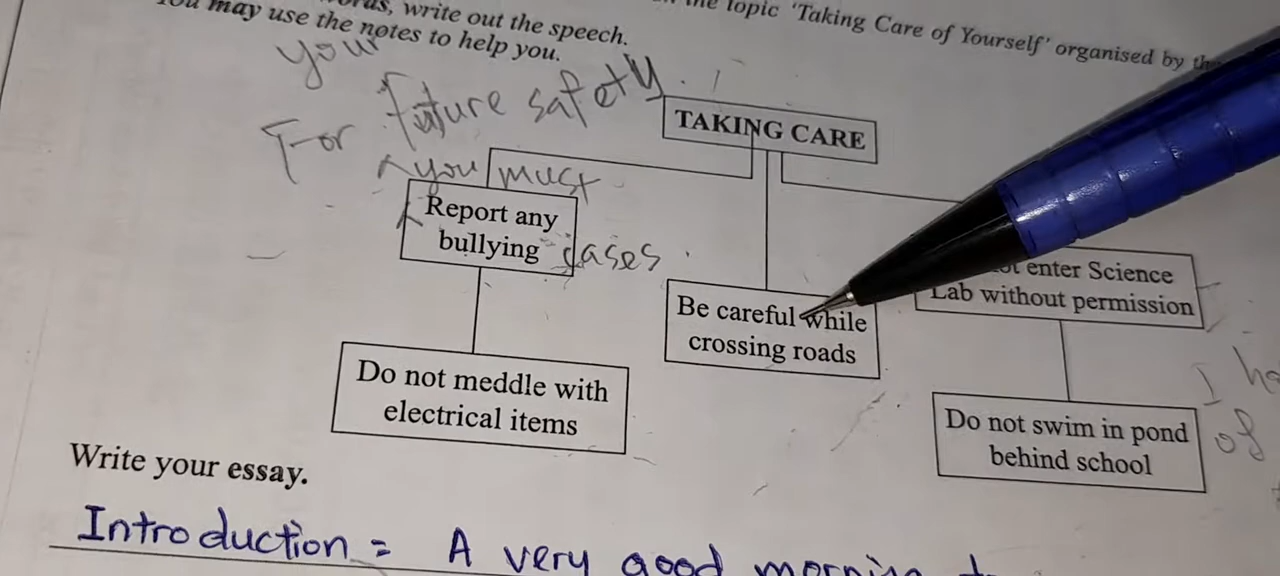 write out the speech.
the topic 'Taking Care of Yourself' organised by the
You may use the notes to help you.
your
For future safety
you must
TAKING CARE
Report any
bullying cases.
Be careful while
crossing roads
enter Science
Lab without permission
Do not meddle with
electrical items
Do not swim in pond
behind school
I
of
Write your essay.
Introduction = A very good morning